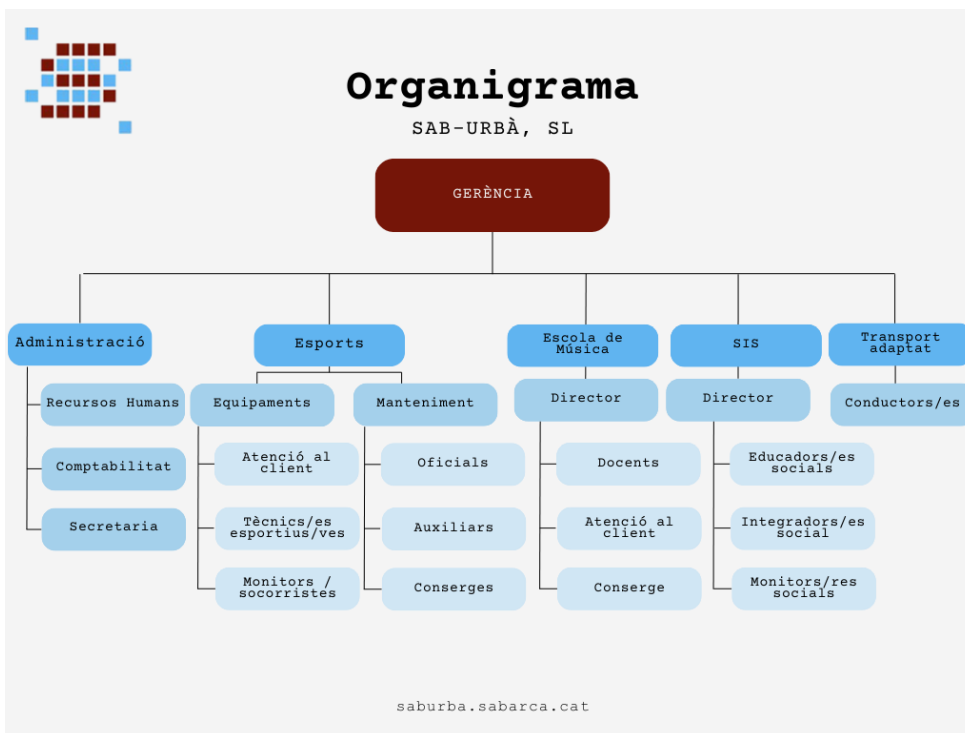 Organigrama
SAB-URBÀ, SL
GERÈNCIA
Administració
Esports
Escola de
Música
SIS
Transport
adaptat
Recursos Humans
Equipaments
Manteniment
Director
Director
Conductors/es
Comptabilitat
Atenció al
client
Oficials
Docents
Educadors/es
socials
Secretaria
Tècnics/es
esportius/ves
Auxiliars
Atenció al
client
Integradors/es
social
Monitors /
socorristes
Conserges
Conserge
Monitors/res
socials
saburba.sabarca.cat